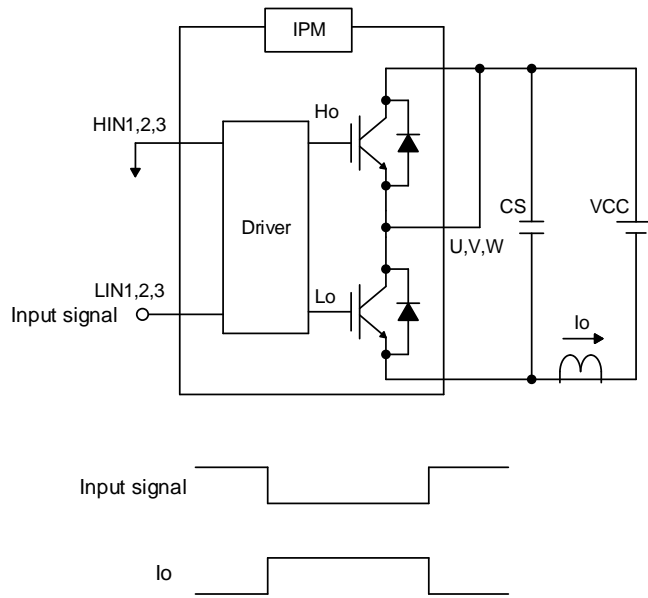 IPM
HIN1,2,3
Ho
Driver
CS
VCC
U,V,W
LIN1,2,3
Input signal
Lo
Io
Input signal
Io